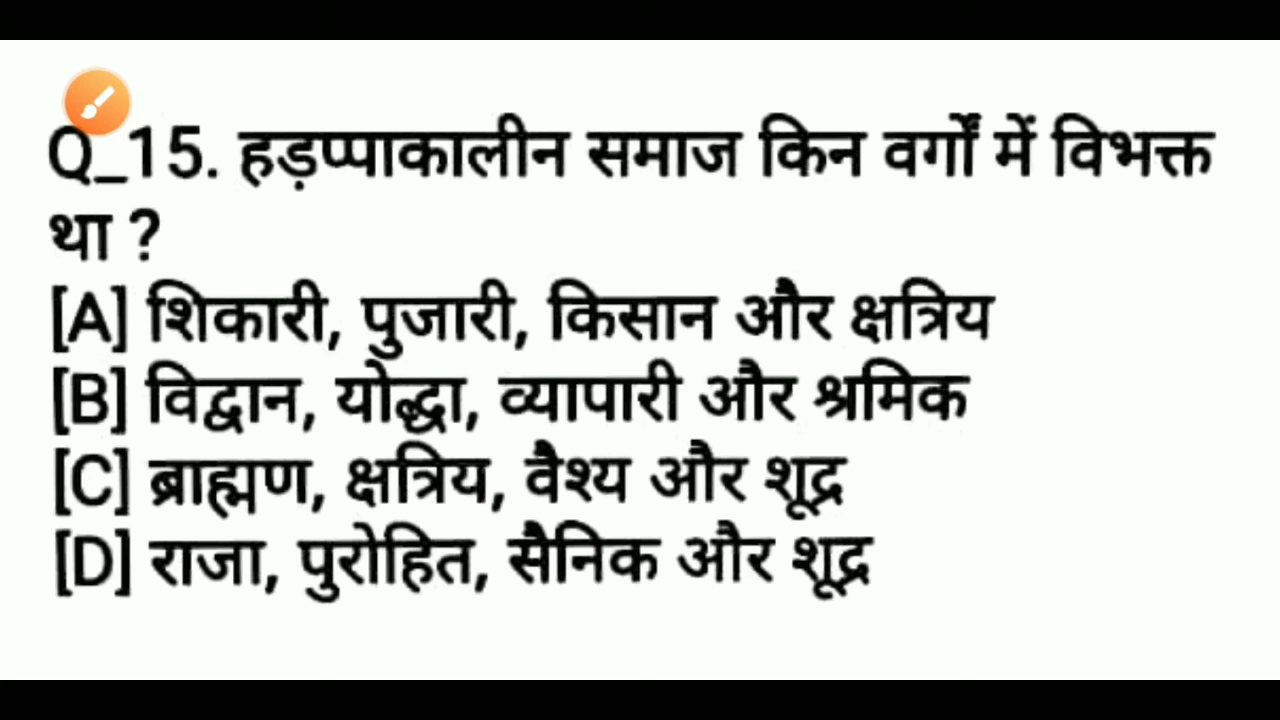 Q_15. हड़प्पाकालीन समाज किन वर्गों में विभक्त
था ?
[A] शिकारी, पुजारी, किसान और क्षत्रिय
[B] विद्वान, योद्धा, व्यापारी और श्रमिक
[C] ब्राह्मण, क्षत्रिय, वैश्य और शूद्र
[D] राजा, पुरोहित, सैनिक और शूद्र